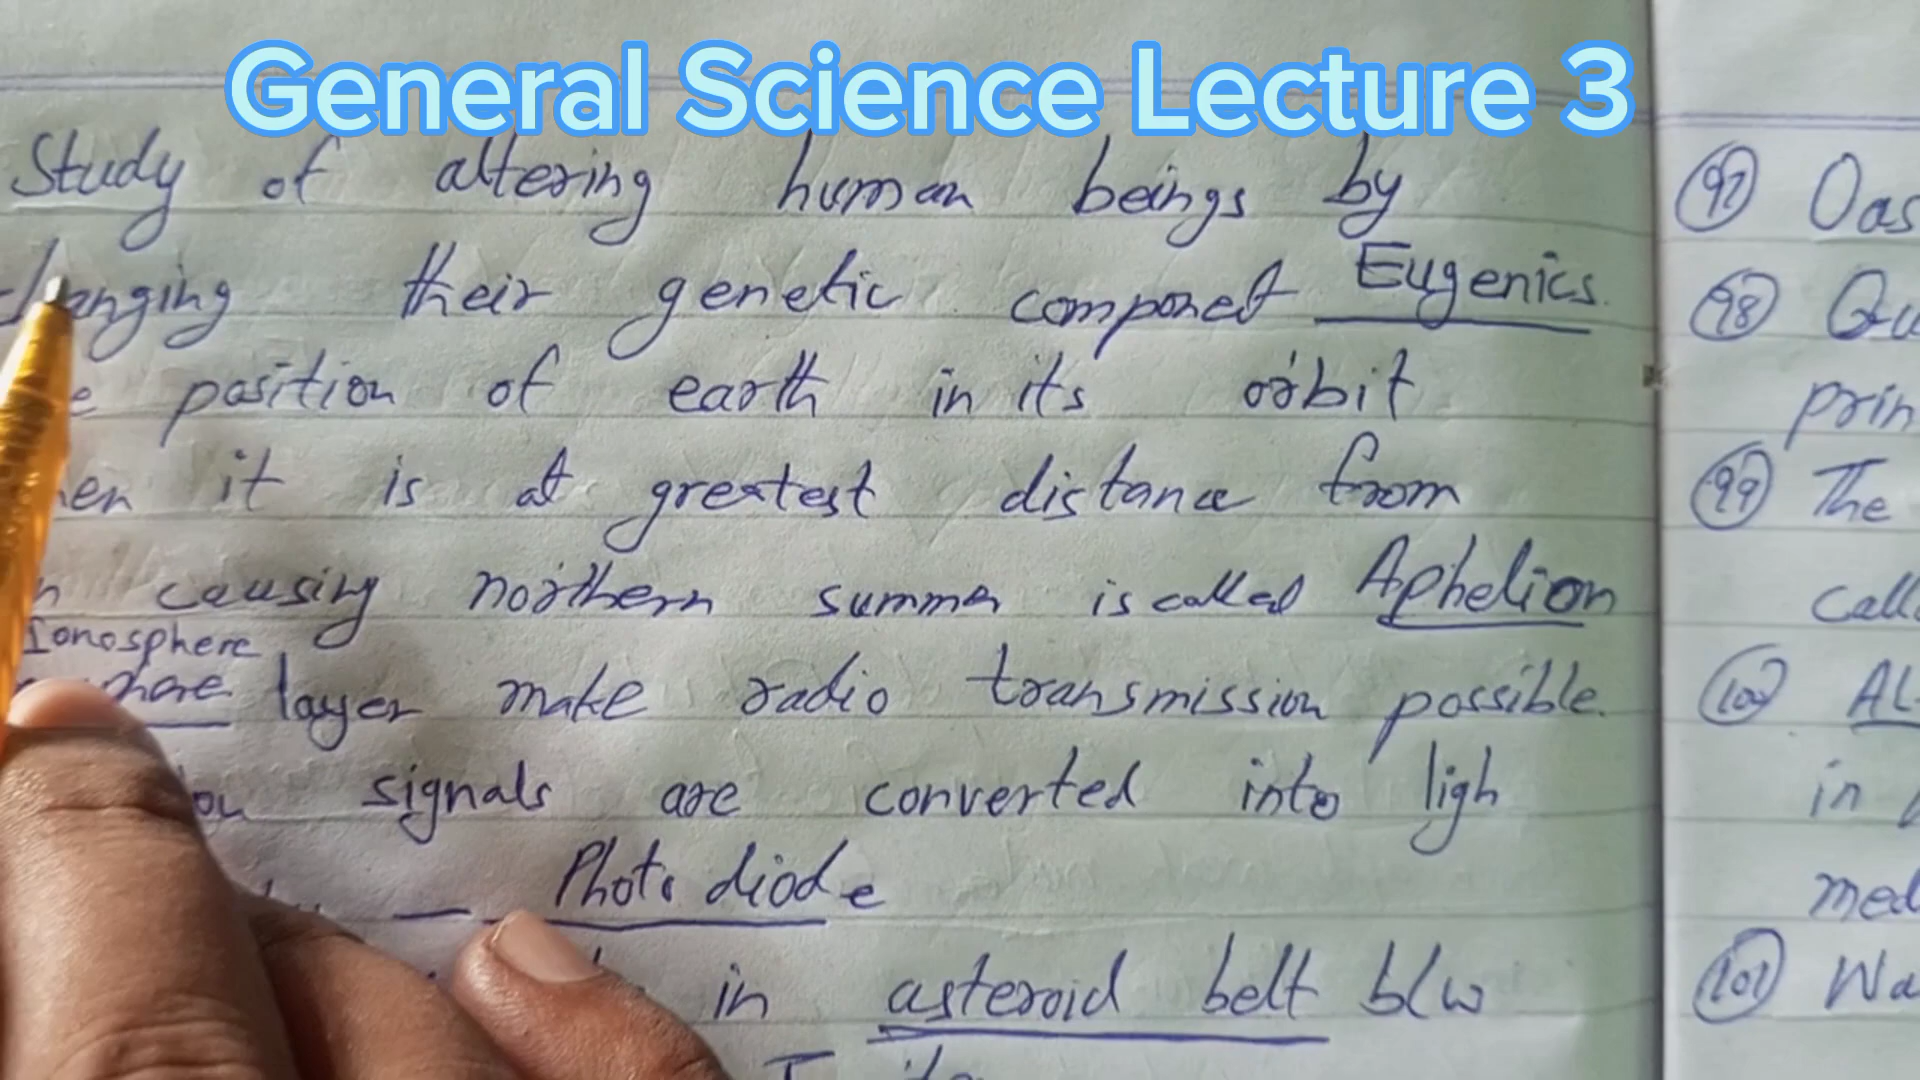 General Science Lecture 3
Study of altering human beings by
changing their genetic componet Eugenics.
position of earth in its orbit
it is at greatest distance from
causing northern summer is called Aphelion
Ionosphere
layer make radio transmission possible.
signals are converted into ligh
Photo diode
in asteroid belt b/w
97 Oas
98 Qu
prin
99 The
calle
100 AL
in
med
101 Wa